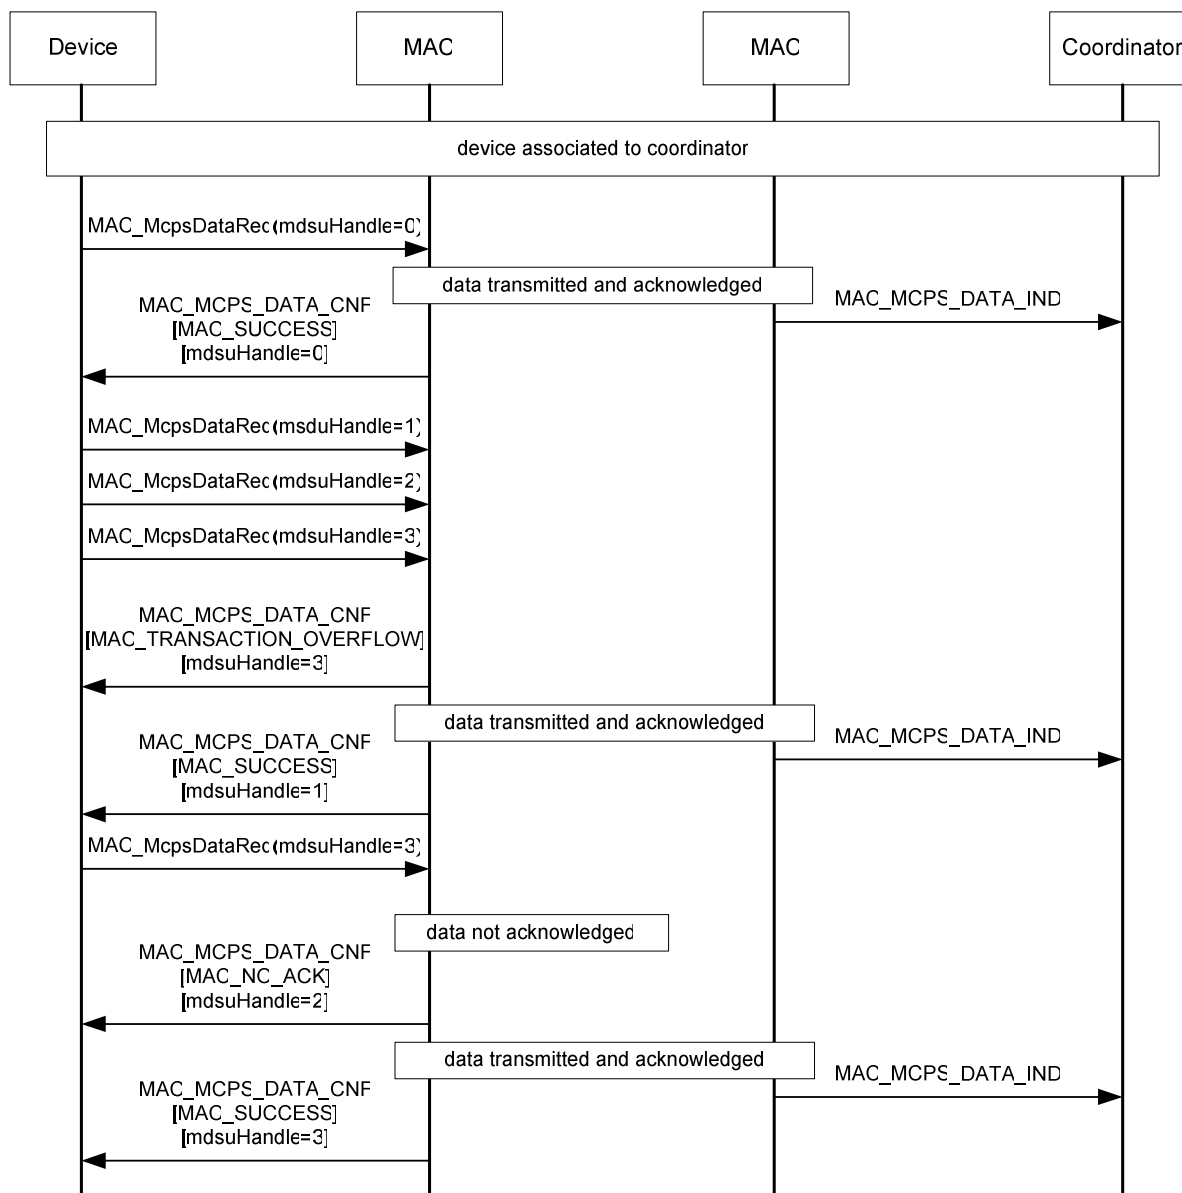 Device
MAC
MAC
Coordinator
device associated to coordinator
MAC_McpsDataReq(mdsuHandle=0)
data transmitted and acknowledged
MAC_MCPS_DATA_IND
MAC_MCPS_DATA_CNF
[MAC_SUCCESS]
[mdsuHandle=0]
MAC_McpsDataReq(msduHandle=1)
MAC_McpsDataReq(mdsuHandle=2)
MAC_McpsDataReq(mdsuHandle=3)
MAC_MCPS_DATA_CNF
[MAC_TRANSACTION_OVERFLOW]
[mdsuHandle=3]
data transmitted and acknowledged
MAC_MCPS_DATA_IND
MAC_MCPS_DATA_CNF
[MAC_SUCCESS]
[mdsuHandle=1]
MAC_McpsDataReq(mdsuHandle=3)
data not acknowledged
MAC_MCPS_DATA_CNF
[MAC_NO_ACK]
[mdsuHandle=2]
data transmitted and acknowledged
MAC_MCPS_DATA_IND
MAC_MCPS_DATA_CNF
[MAC_SUCCESS]
[mdsuHandle=3]